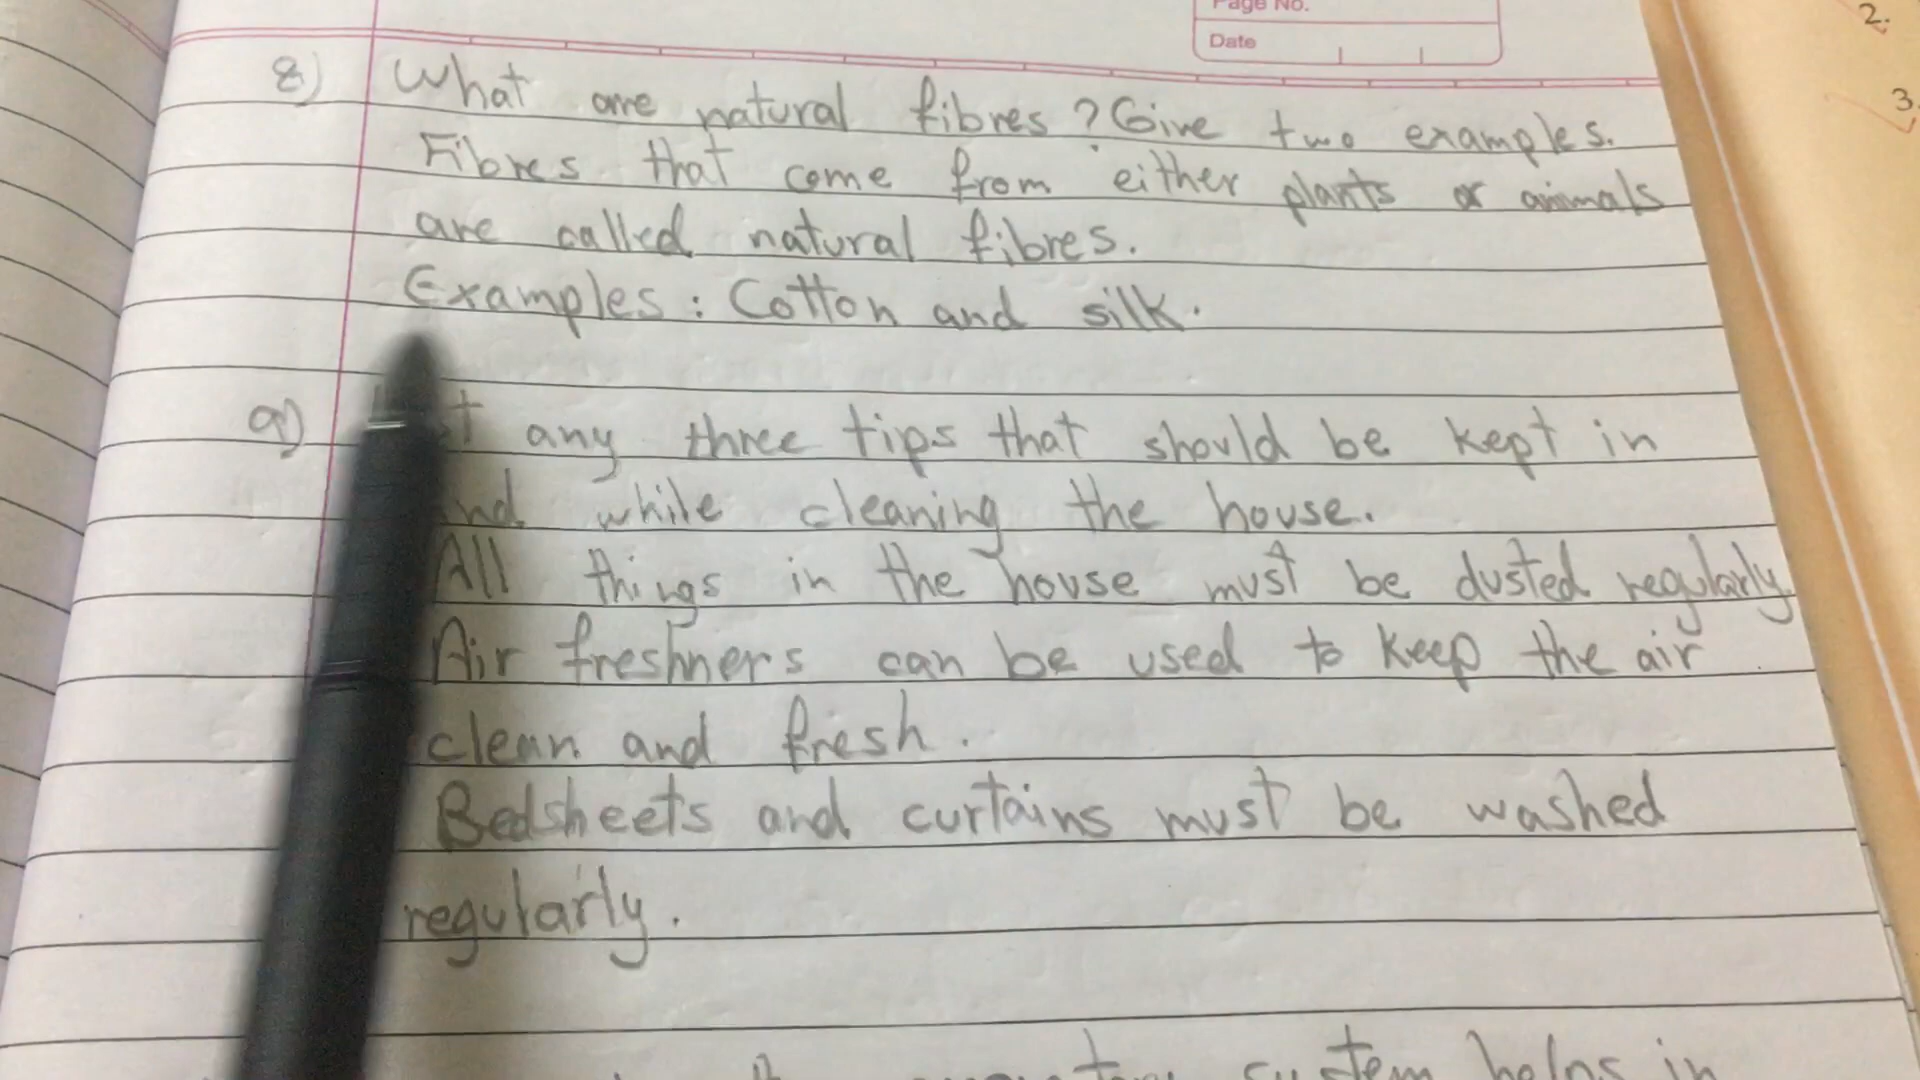 Page No.
Date
2.
3.
8) What are natural fibres ? Give two examples.
Fibres that come from either plants or animals
are called natural fibres.
Examples : Cotton and silk.
9) any three tips that should be kept in
while cleaning the house.
All things in the house must be dusted regularly.
Air freshners can be used to keep the air
clean and fresh.
Bedsheets and curtains must be washed
regularly.
system helps in